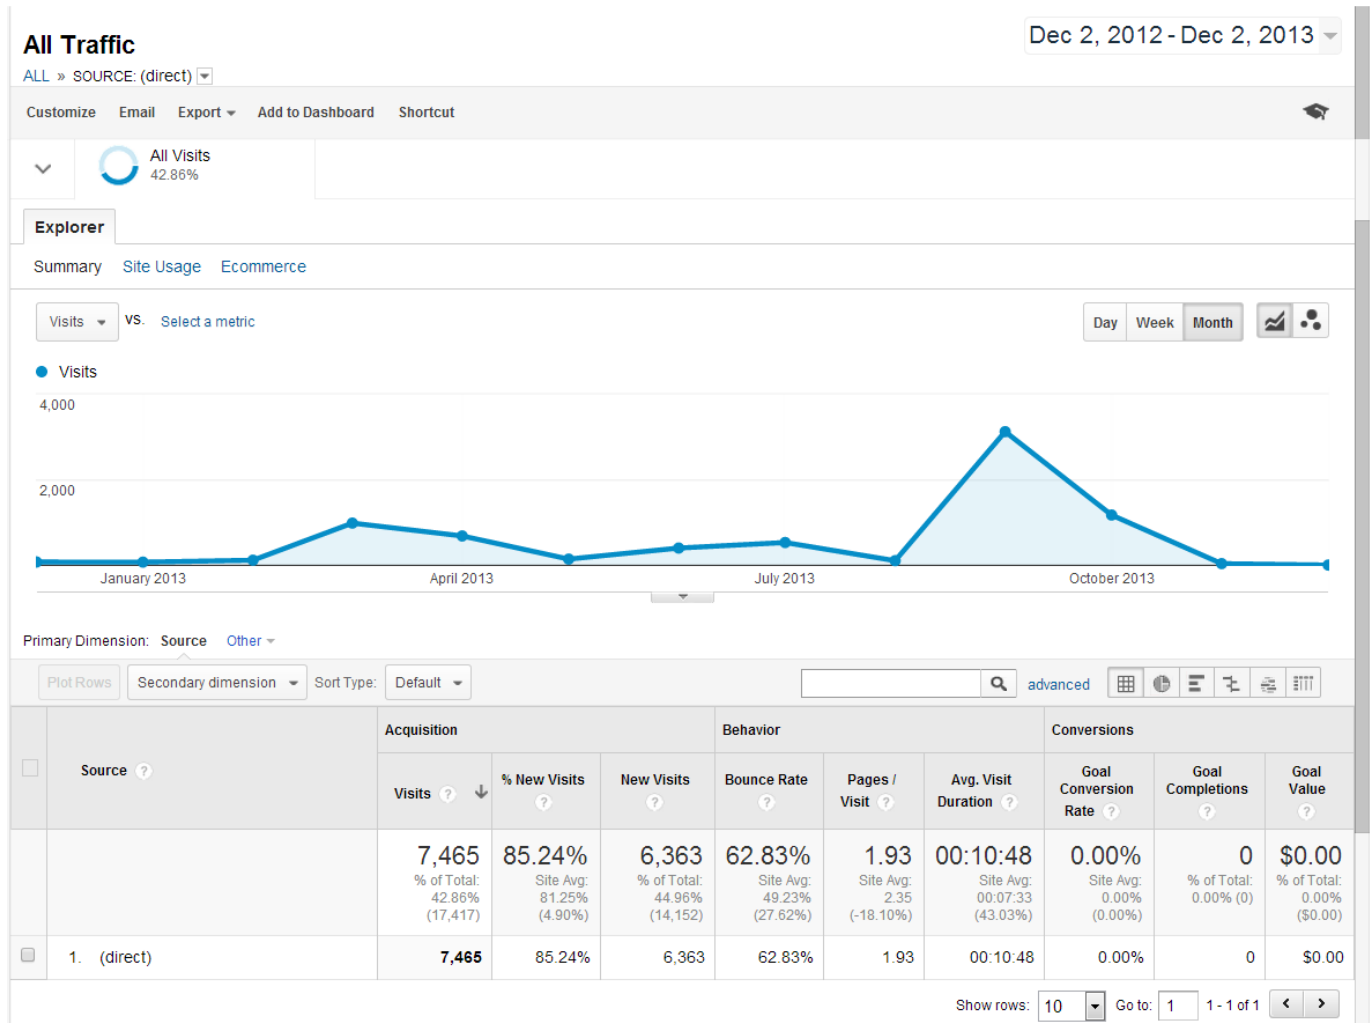 All Traffic
Dec 2, 2012 - Dec 2, 2013
ALL » SOURCE: (direct)
Customize Email Export Add to Dashboard Shortcut
All Visits
42.86%
Explorer
Summary Site Usage Ecommerce
Visits VS. Select a metric
Day Week Month
Visits
4,000
2,000
January 2013 April 2013 July 2013 October 2013
Primary Dimension: Source Other
Plot Rows Secondary dimension Sort Type: Default advanced
Acquisition Behavior Conversions
Source ?
Visits ? % New Visits ? New Visits ? Bounce Rate ? Pages / Visit ? Avg. Visit Duration ? Goal Conversion Rate ? Goal Completions ? Goal Value ?
7,465 85.24% 6,363 62.83% 1.93 00:10:48 0.00% 0 $0.00
% of Total: Site Avg: % of Total: Site Avg: Site Avg: Site Avg: Site Avg: % of Total: % of Total:
42.86% 81.25% 44.96% 49.23% 2.35 00:07:33 0.00% 0.00% (0) 0.00%
(17,417) (4.90%) (14,152) (27.62%) (-18.10%) (43.03%) (0.00%) ($0.00)
1. (direct) 7,465 85.24% 6,363 62.83% 1.93 00:10:48 0.00% 0 $0.00
Show rows: 10 Go to: 1 1 - 1 of 1